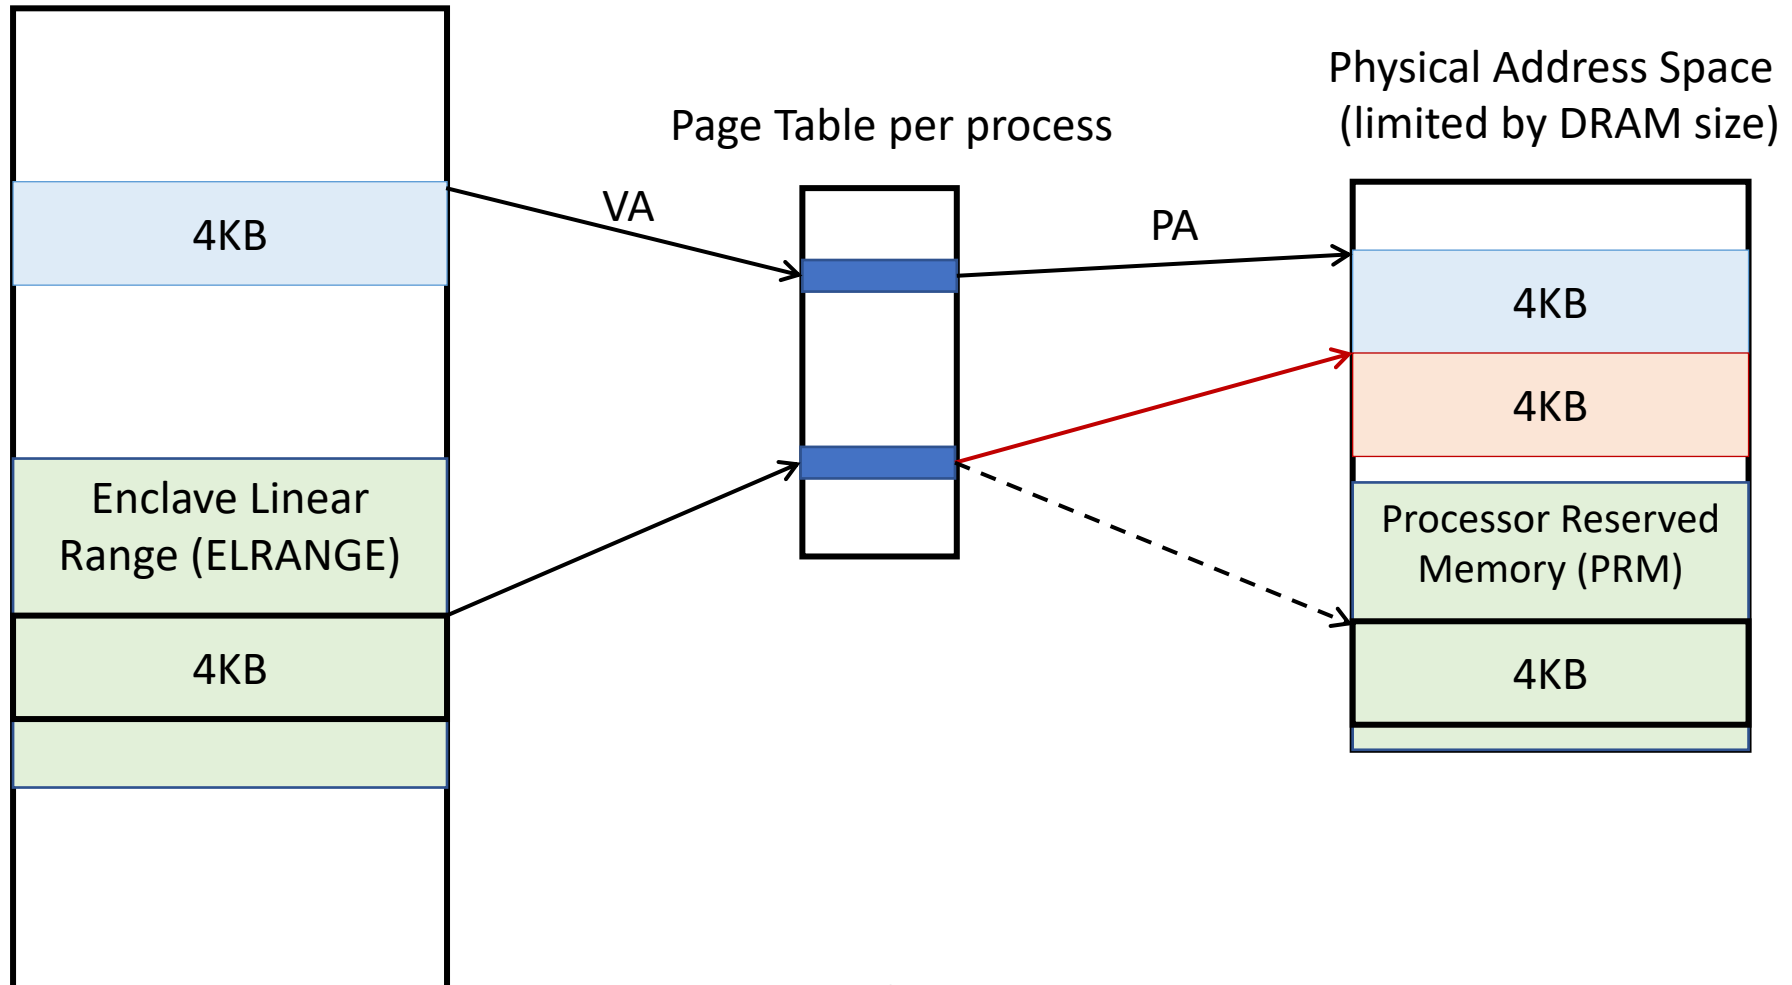 Physical Address Space
(limited by DRAM size)
Page Table per process
VA
PA
4KB
4KB
4KB
Enclave Linear
Range (ELRANGE)
Processor Reserved
Memory (PRM)
4KB
4KB